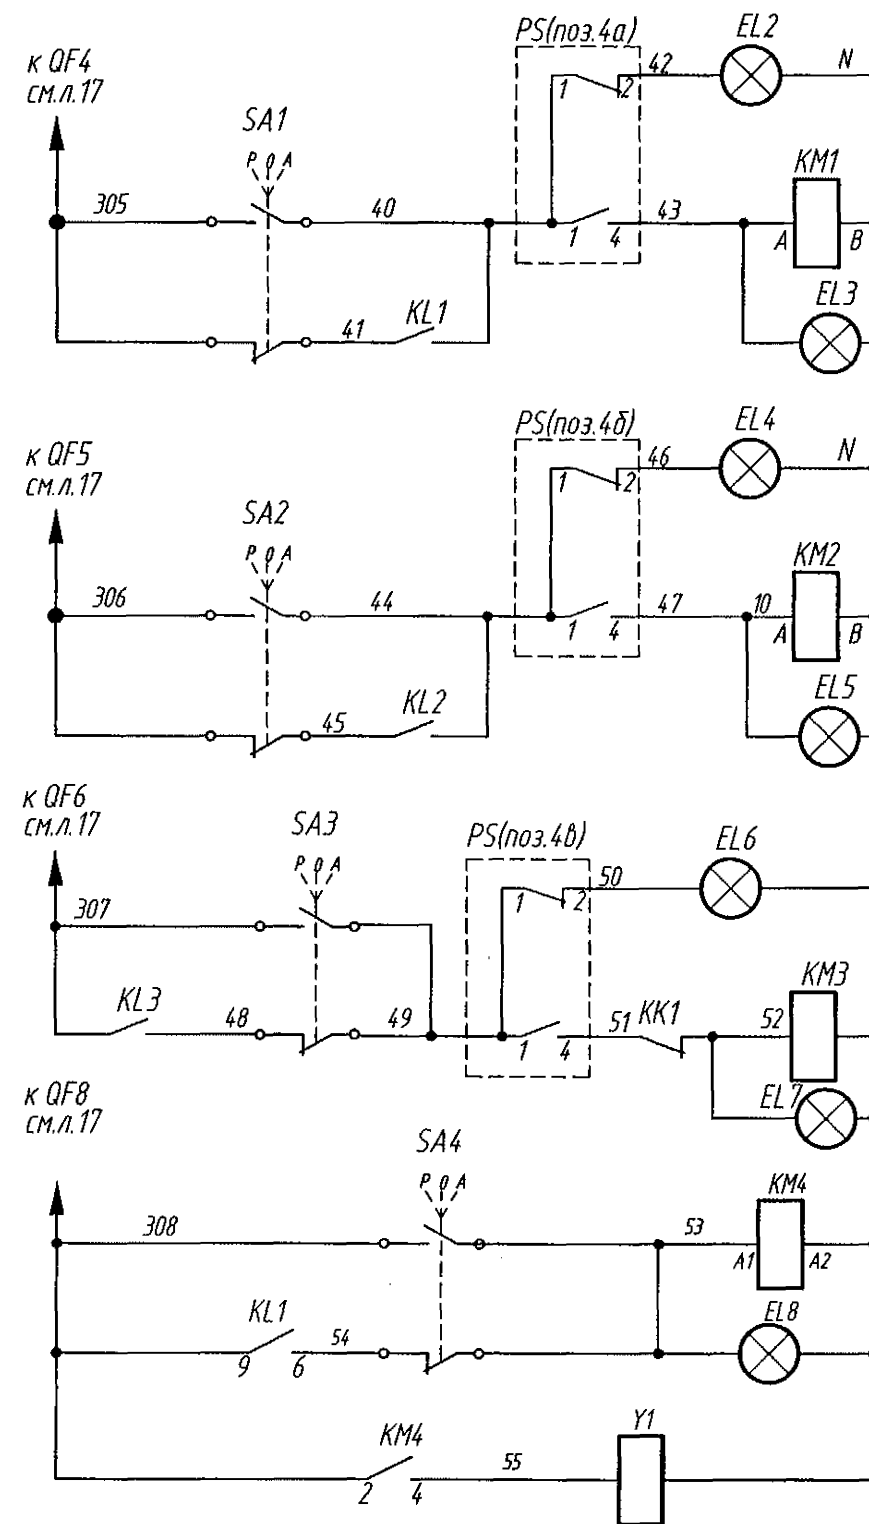 к QF4
см.л.17
SA1
Р 0 А
305
40
41
KL1
PS(поз.4а)
1
2
42
EL2
N
1
4
43
KM1
A
B
EL3
к QF5
см.л.17
SA2
Р 0 А
306
44
45
KL2
PS(поз.4б)
1
2
46
EL4
N
1
4
47
10
KM2
A
B
EL5
к QF6
см.л.17
SA3
Р 0 А
307
KL3
48
49
PS(поз.4в)
1
2
50
EL6
1
4
51
KK1
52
KM3
EL7
к QF8
см.л.17
SA4
Р 0 А
308
53
KM4
A1
A2
KL1
9
6
54
EL8
KM4
2
4
55
Y1